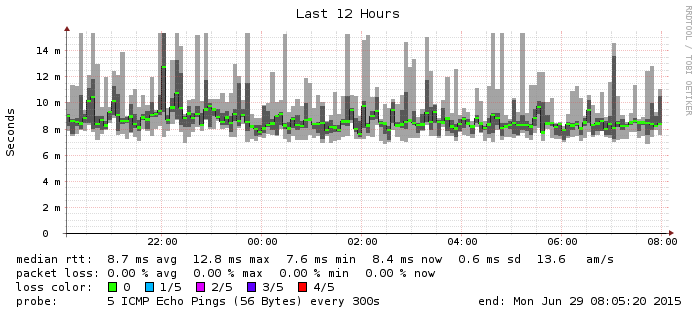 Last 12 Hours
RRDTOOL / TOBI OETIKER
Seconds
14 m
12 m
10 m
8 m
6 m
4 m
2 m
0
22:00 00:00 02:00 04:00 06:00 08:00
median rtt: 8.7 ms avg 12.8 ms max 7.6 ms min 8.4 ms now 0.6 ms sd 13.6 am/s
packet loss: 0.00 % avg 0.00 % max 0.00 % min 0.00 % now
loss color: 0 1/5 2/5 3/5 4/5
probe: 5 ICMP Echo Pings (56 Bytes) every 300s end: Mon Jun 29 08:05:20 2015